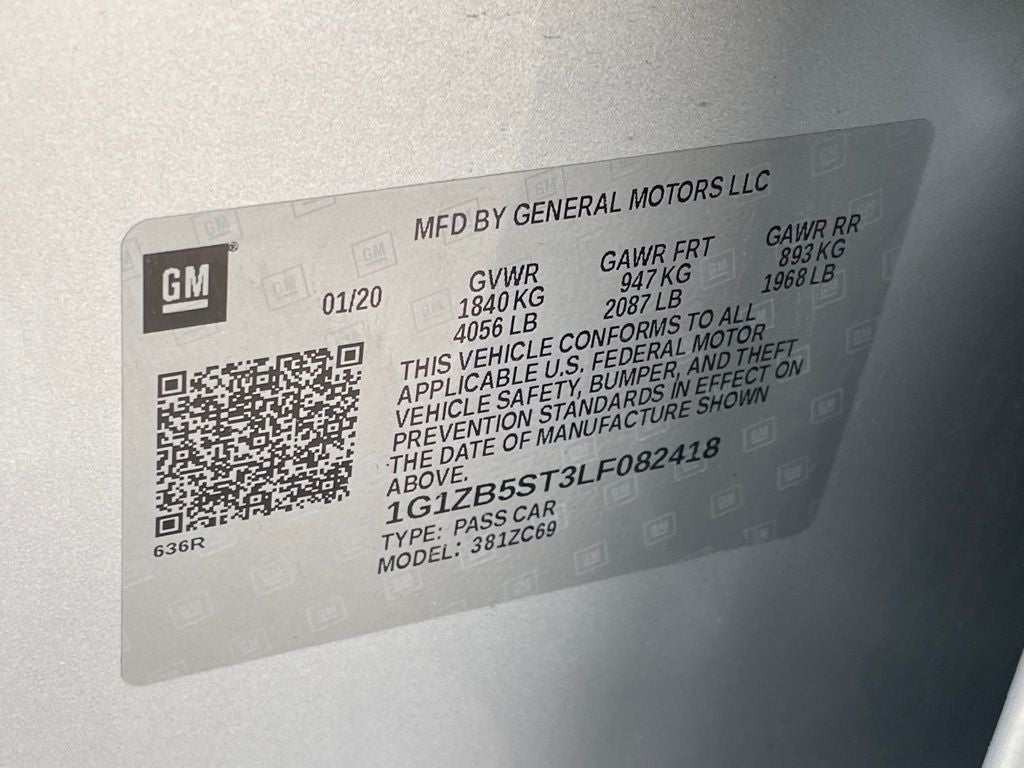 MFD BY GENERAL MOTORS LLC
GM®
01/20
GVWR
1840 KG
4056 LB
GAWR FRT
947 KG
2087 LB
GAWR RR
893 KG
1968 LB
THIS VEHICLE CONFORMS TO ALL
APPLICABLE U.S. FEDERAL MOTOR
VEHICLE SAFETY, BUMPER, AND THEFT
PREVENTION STANDARDS IN EFFECT ON
THE DATE OF MANUFACTURE SHOWN
ABOVE.
1G1ZB5ST3LF082418
TYPE: PASS CAR
MODEL: 381ZC69
636R